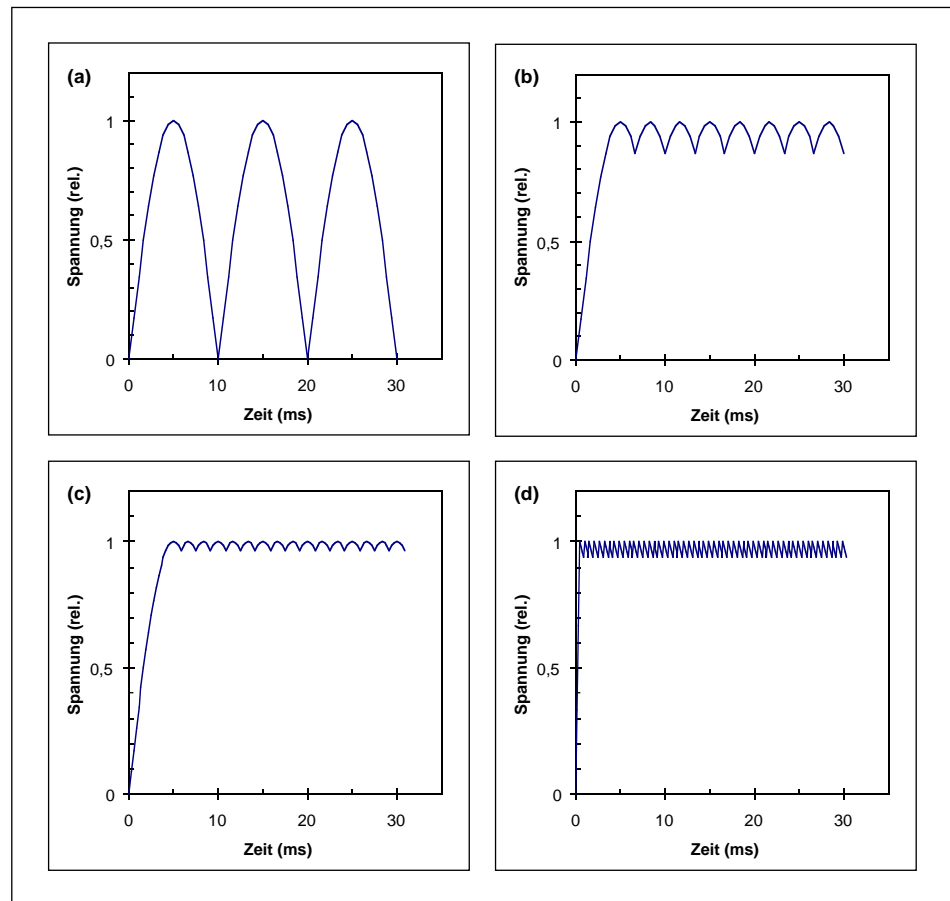 (a)
Spannung (rel.)
1
0,5
0
0 10 20 30
Zeit (ms)
(b)
Spannung (rel.)
1
0,5
0
0 10 20 30
Zeit (ms)
(c)
Spannung (rel.)
1
0,5
0
0 10 20 30
Zeit (ms)
(d)
Spannung (rel.)
1
0,5
0
0 10 20 30
Zeit (ms)